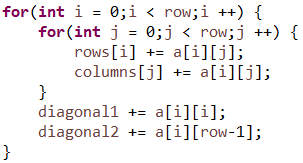 for(int i = 0;i < row;i ++) {
    for(int j = 0;j < row;j ++) {
        rows[i] += a[i][j];
        columns[j] += a[i][j];
    }
    diagonal1 += a[i][i];
    diagonal2 += a[i][row-1];
}